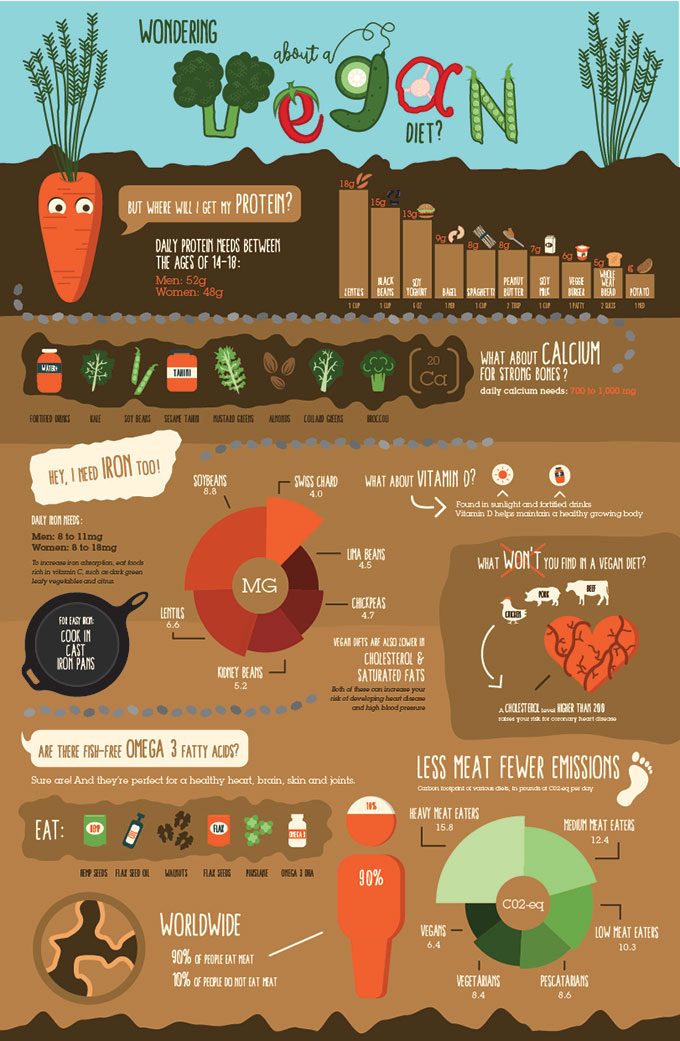 WONDERING
about a
Vegan
DIET?
BUT WHERE WILL I GET MY PROTEIN?
DAILY PROTEIN NEEDS BETWEEN
THE AGES OF 14-18:
Men: 52g
Women: 48g
18g
LENTILS
1 CUP
15g
BLACK
BEANS
1 CUP
13g
SOY
YOGHURT
6 OZ
9g
BAGEL
1 MED
8g
SPAGHETTI
1 CUP
8g
PEANUT
BUTTER
2 TBSP
7g
SOY
MILK
1 CUP
6g
VEGGIE
BURGER
1 PATTY
5g
WHOLE
WHEAT
BREAD
2 SLICES
POTATO
1 MED
WATER+
TAHINI
20
Ca
FORTIFIED DRINKS
KALE
SOY BEANS
SESAME TAHINI
MUSTARD GREENS
ALMONDS
COLLARD GREENS
BROCCOLI
WHAT ABOUT CALCIUM
FOR STRONG BONES?
daily calcium needs: 700 to 1,000 mg
HEY, I NEED IRON TOO!
DAILY IRON NEEDS:
Men: 8 to 11mg
Women: 8 to 18mg
To increase iron absorption, eat foods
rich in vitamin C, such as dark green
leafy vegetables and citrus.
FOR EASY IRON:
COOK IN
CAST
IRON PANS
SOYBEANS
8.8
SWISS CHARD
4.0
LIMA BEANS
4.5
CHICKPEAS
4.7
KIDNEY BEANS
5.2
LENTILS
6.6
MG
WHAT ABOUT VITAMIN D?
Found in sunlight and fortified drinks
Vitamin D helps maintain a healthy growing body
WHAT WON'T YOU FIND IN A VEGAN DIET?
CHICKEN
PORK
BEEF
A CHOLESTEROL level HIGHER THAN 200
raises your risk for coronary heart disease
VEGAN DIETS ARE ALSO LOWER IN
CHOLESTEROL &
SATURATED FATS
Both of these can increase your
risk of developing heart disease
and high blood pressure
ARE THERE FISH-FREE OMEGA 3 FATTY ACIDS?
Sure are! And they're perfect for a healthy heart, brain, skin and joints.
EAT:
HEMP
FLAX
OMEGA 3
HEMP SEEDS
FLAX SEED OIL
WALNUTS
FLAX SEEDS
PURSLANE
OMEGA 3 DHA
WORLDWIDE
90% OF PEOPLE EAT MEAT
10% OF PEOPLE DO NOT EAT MEAT
10%
90%
LESS MEAT FEWER EMISSIONS
Carbon footprint of various diets, in pounds of C02-eq per day
HEAVY MEAT EATERS
15.8
MEDIUM MEAT EATERS
12.4
LOW MEAT EATERS
10.3
PESCATARIANS
8.6
VEGETARIANS
8.4
VEGANS
6.4
C02-eq